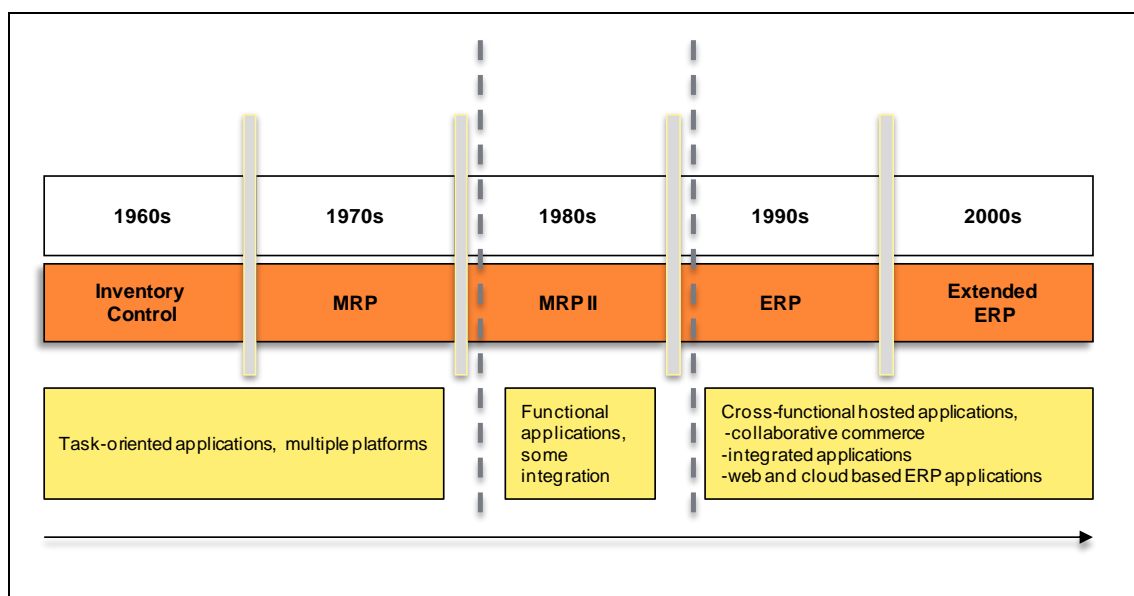 1960s
1970s
1980s
1990s
2000s
Inventory
Control
MRP
MRP II
ERP
Extended
ERP
Task-oriented applications, multiple platforms
Functional
applications,
some
integration
Cross-functional hosted applications,
-collaborative commerce
-integrated applications
-web and cloud based ERP applications